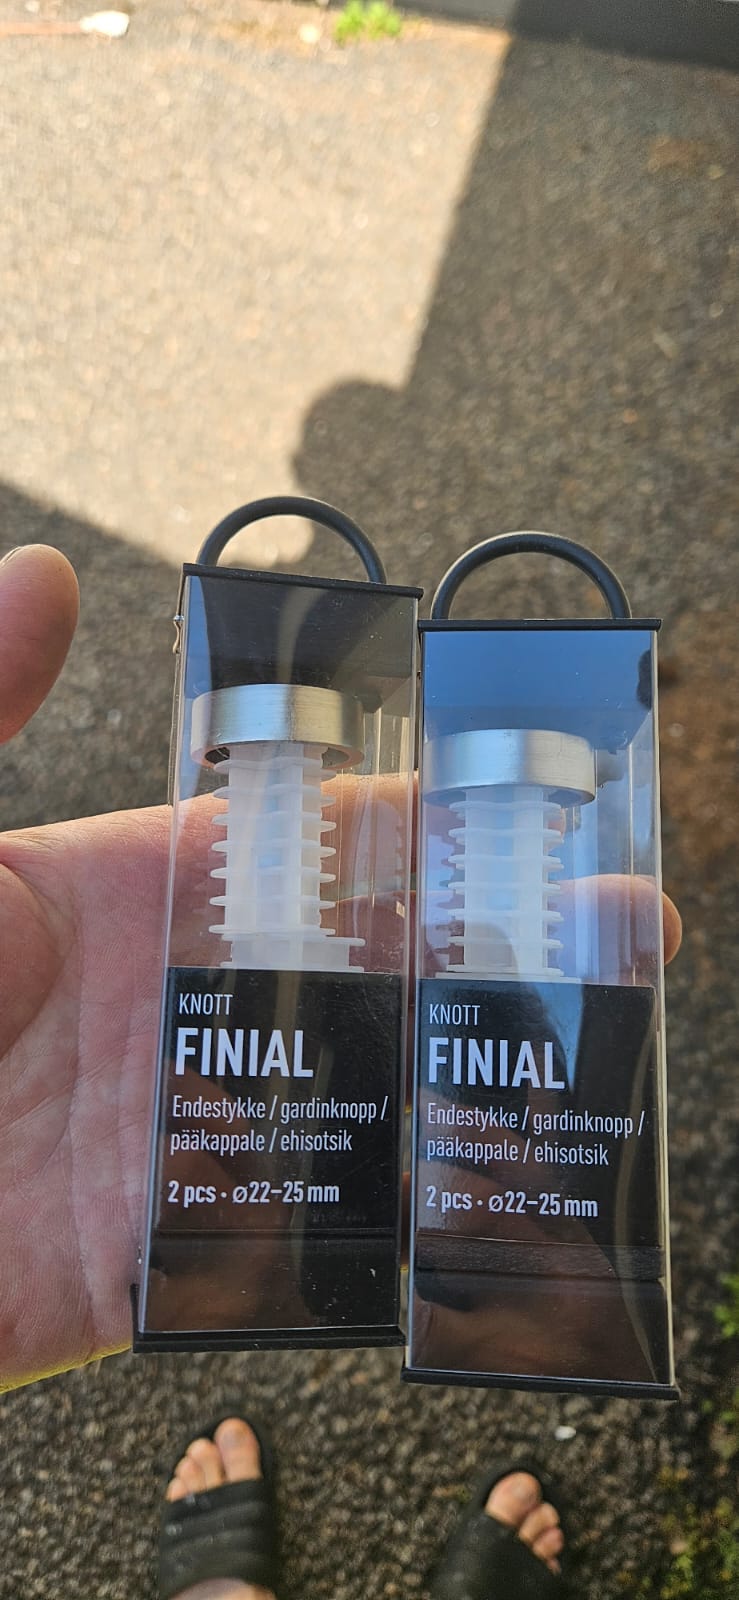 KNOTT
FINIAL
Endestykke / gardinknopp /
pääkappale / ehisotsik
2 pcs • ø22–25 mm
KNOTT
FINIAL
Endestykke / gardinknopp /
pääkappale / ehisotsik
2 pcs • ø22–25 mm